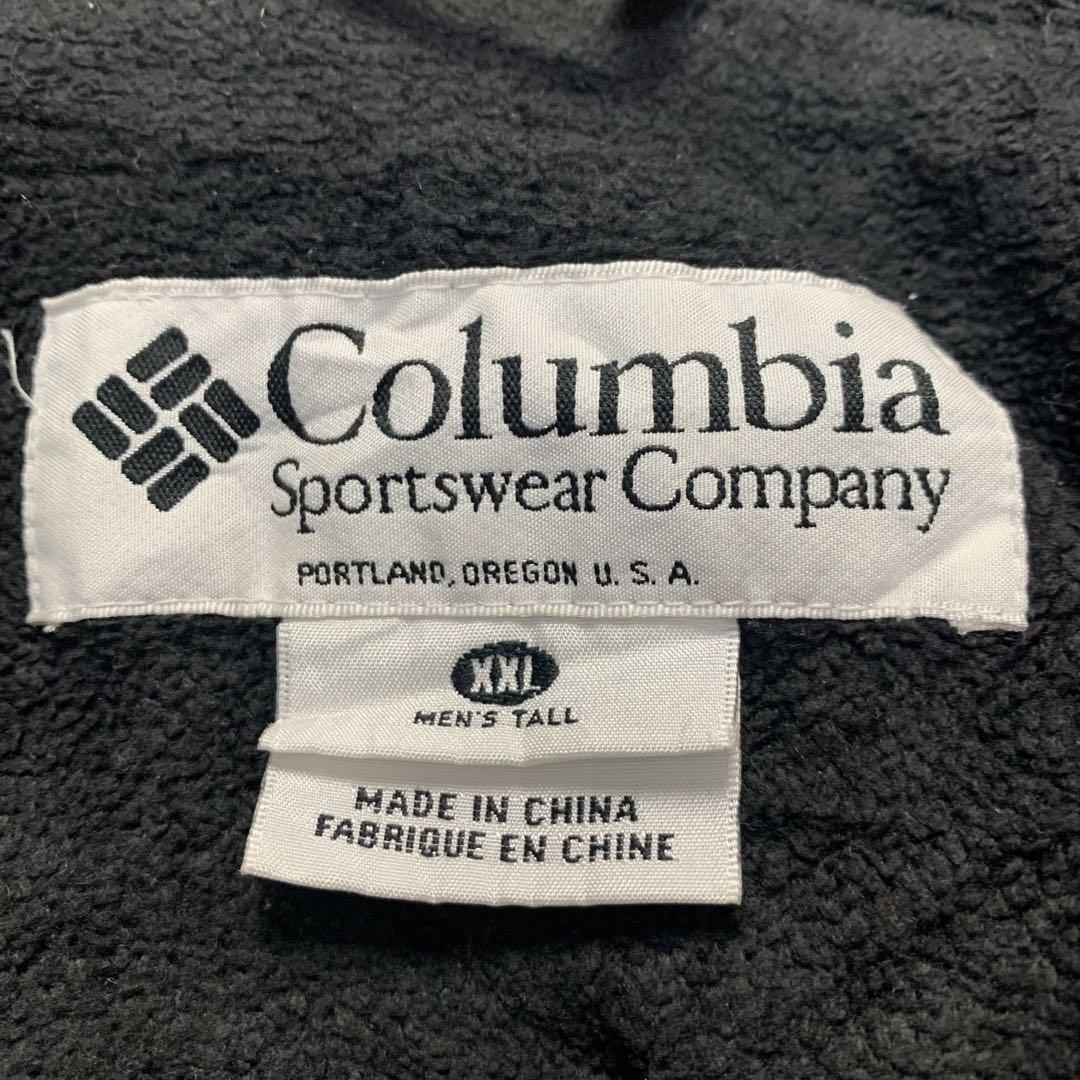 Columbia
Sportswear Company
PORTLAND, OREGON U. S. A.
XXL
MEN'S TALL
MADE IN CHINA
FABRIQUE EN CHINE